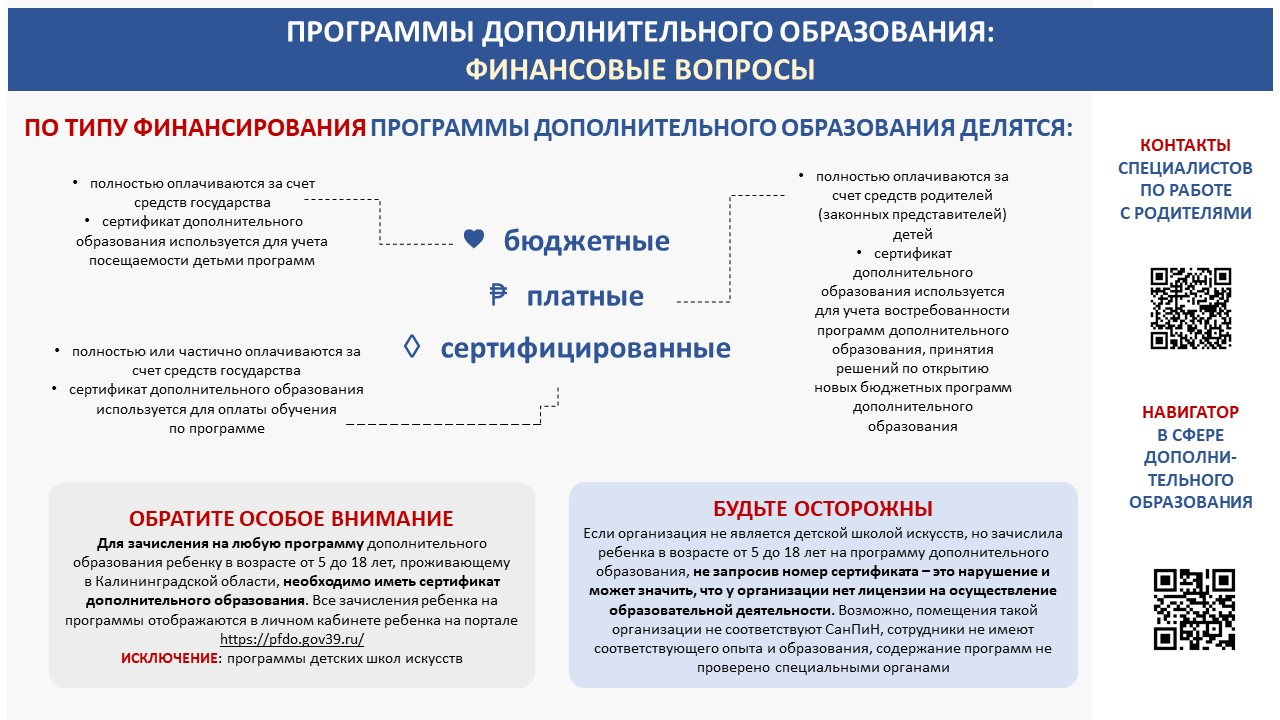 ПРОГРАММЫ ДОПОЛНИТЕЛЬНОГО ОБРАЗОВАНИЯ:
ФИНАНСОВЫЕ ВОПРОСЫ
ПО ТИПУ ФИНАНСИРОВАНИЯ ПРОГРАММЫ ДОПОЛНИТЕЛЬНОГО ОБРАЗОВАНИЯ ДЕЛЯТСЯ:
• полностью оплачиваются за счет
средств государства
• сертификат дополнительного
образования используется для учета
посещаемости детьми программ
♥ бюджетные
₱ платные
◊ сертифицированные
• полностью оплачиваются за
счет средств родителей
(законных представителей)
детей
• сертификат
дополнительного
образования используется
для учета востребованности
программ дополнительного
образования, принятия
решений по открытию
новых бюджетных программ
дополнительного
образования
• полностью или частично оплачиваются за
счет средств государства
• сертификат дополнительного образования
используется для оплаты обучения
по программе
ОБРАТИТЕ ОСОБОЕ ВНИМАНИЕ
Для зачисления на любую программу дополнительного
образования ребенку в возрасте от 5 до 18 лет, проживающему
в Калининградской области, необходимо иметь сертификат
дополнительного образования. Все зачисления ребенка на
программы отображаются в личном кабинете ребенка на портале
https://pfdo.gov39.ru/
ИСКЛЮЧЕНИЕ: программы детских школ искусств
БУДЬТЕ ОСТОРОЖНЫ
Если организация не является детской школой искусств, но зачислила
ребенка в возрасте от 5 до 18 лет на программу дополнительного
образования, не запросив номер сертификата – это нарушение и
может значить, что у организации нет лицензии на осуществление
образовательной деятельности. Возможно, помещения такой
организации не соответствуют СанПиН, сотрудники не имеют
соответствующего опыта и образования, содержание программ не
проверено специальными органами
КОНТАКТЫ
СПЕЦИАЛИСТОВ
ПО РАБОТЕ
С РОДИТЕЛЯМИ
НАВИГАТОР
В СФЕРЕ
ДОПОЛНИ-
ТЕЛЬНОГО
ОБРАЗОВАНИЯ